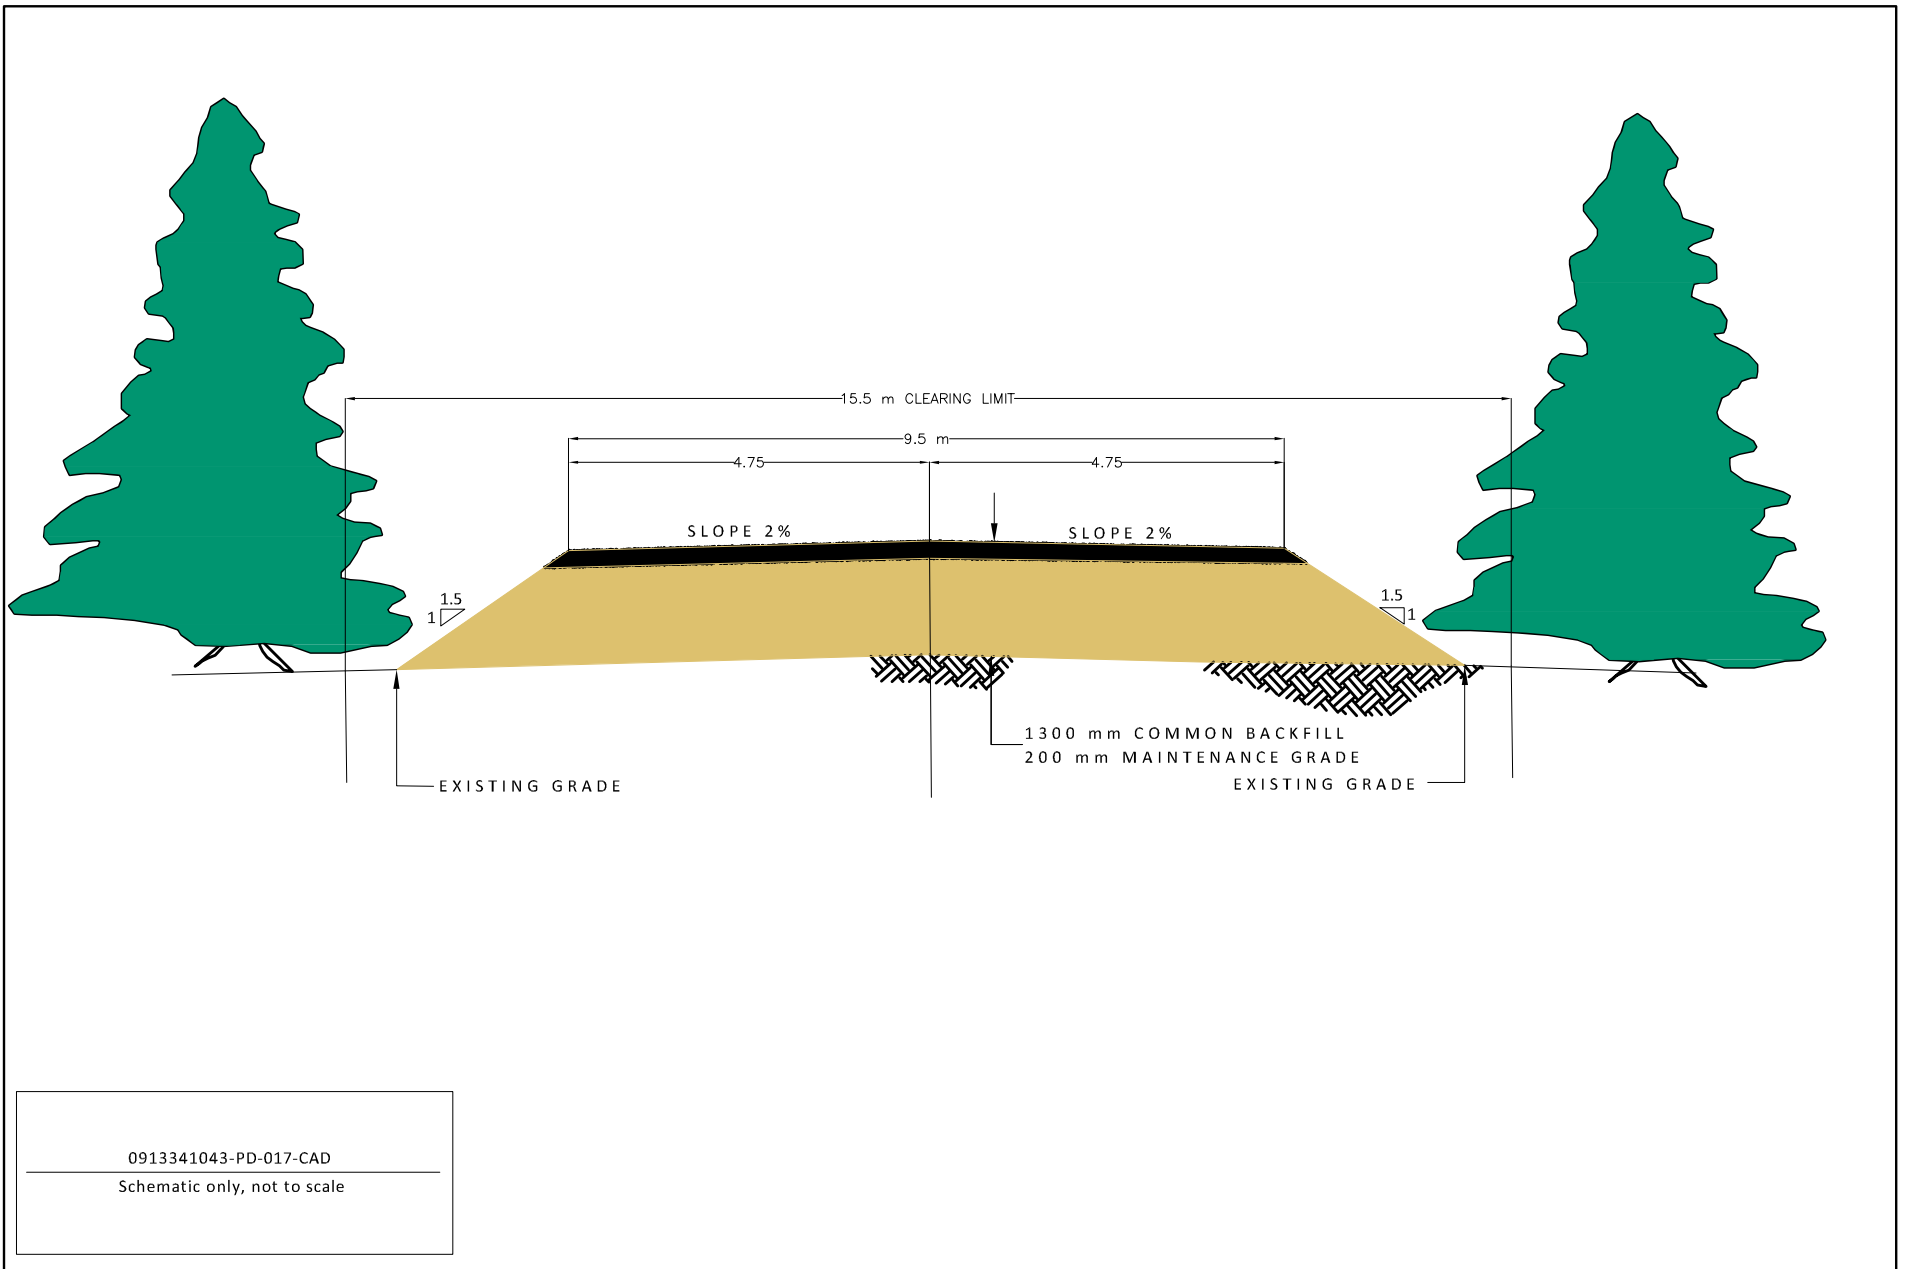 15.5 m CLEARING LIMIT
9.5 m
4.75
4.75
SLOPE 2%
SLOPE 2%
1.5
1
1.5
1
1300 mm COMMON BACKFILL
200 mm MAINTENANCE GRADE
EXISTING GRADE
EXISTING GRADE
0913341043-PD-017-CAD
Schematic only, not to scale